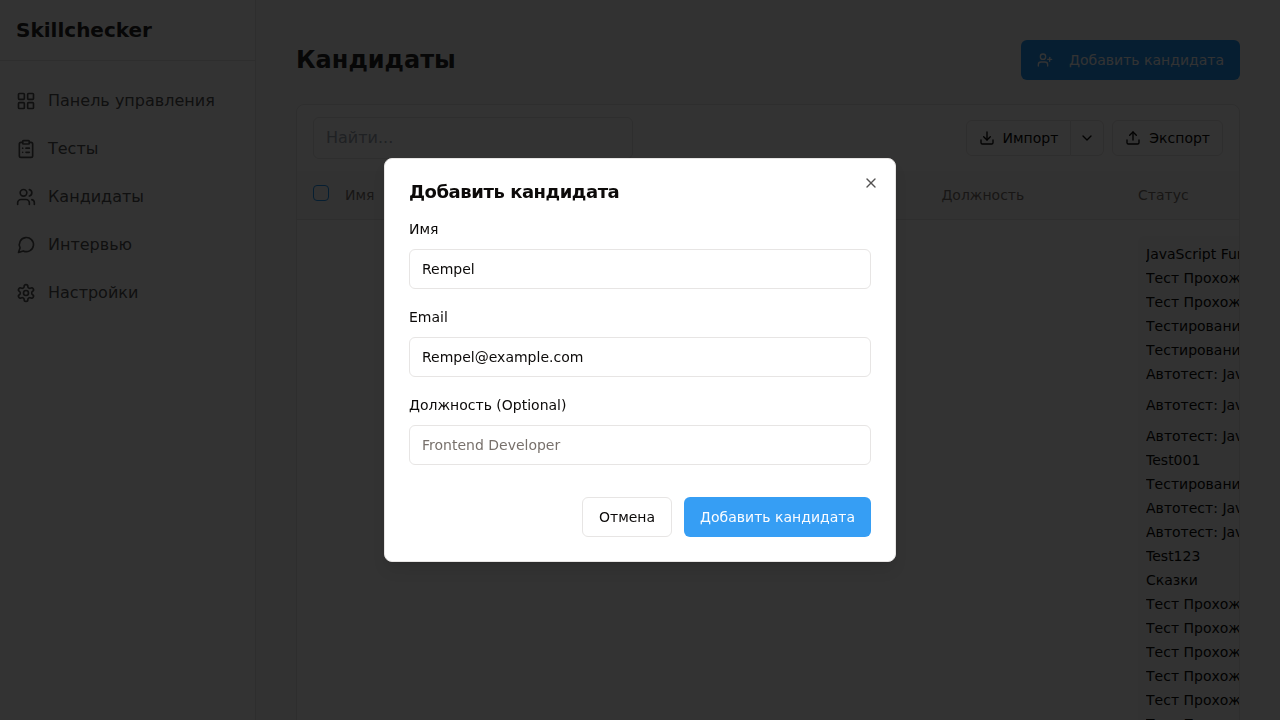 Skillchecker
Панель управления
Тесты
Кандидаты
Интервью
Настройки
Кандидаты
Добавить кандидата
Найти...
Импорт
Экспорт
Имя
Должность
Статус
Добавить кандидата
Имя
Rempel
Email
Rempel@example.com
Должность (Optional)
Frontend Developer
Отмена
Добавить кандидата
JavaScript Fu
Тест Прохож
Тест Прохож
Тестировани
Тестировани
Автотест: Jav
Автотест: Jav
Автотест: Jav
Test001
Тестировани
Автотест: Jav
Автотест: Jav
Test123
Сказки
Тест Прохож
Тест Прохож
Тест Прохож
Тест Прохож
Тест Прохож